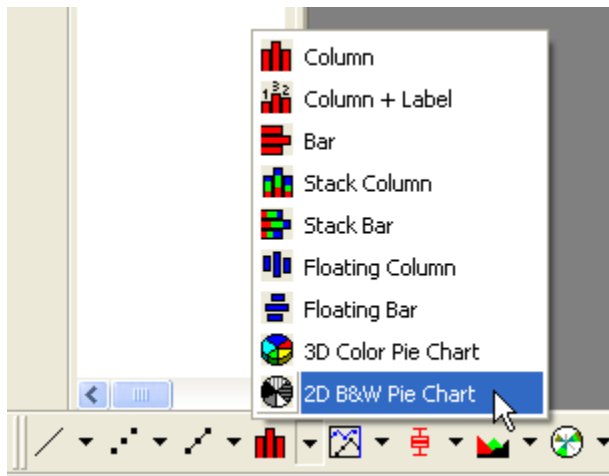 Column
132
Column + Label
Bar
Stack Column
Stack Bar
Floating Column
Floating Bar
3D Color Pie Chart
2D B&W Pie Chart